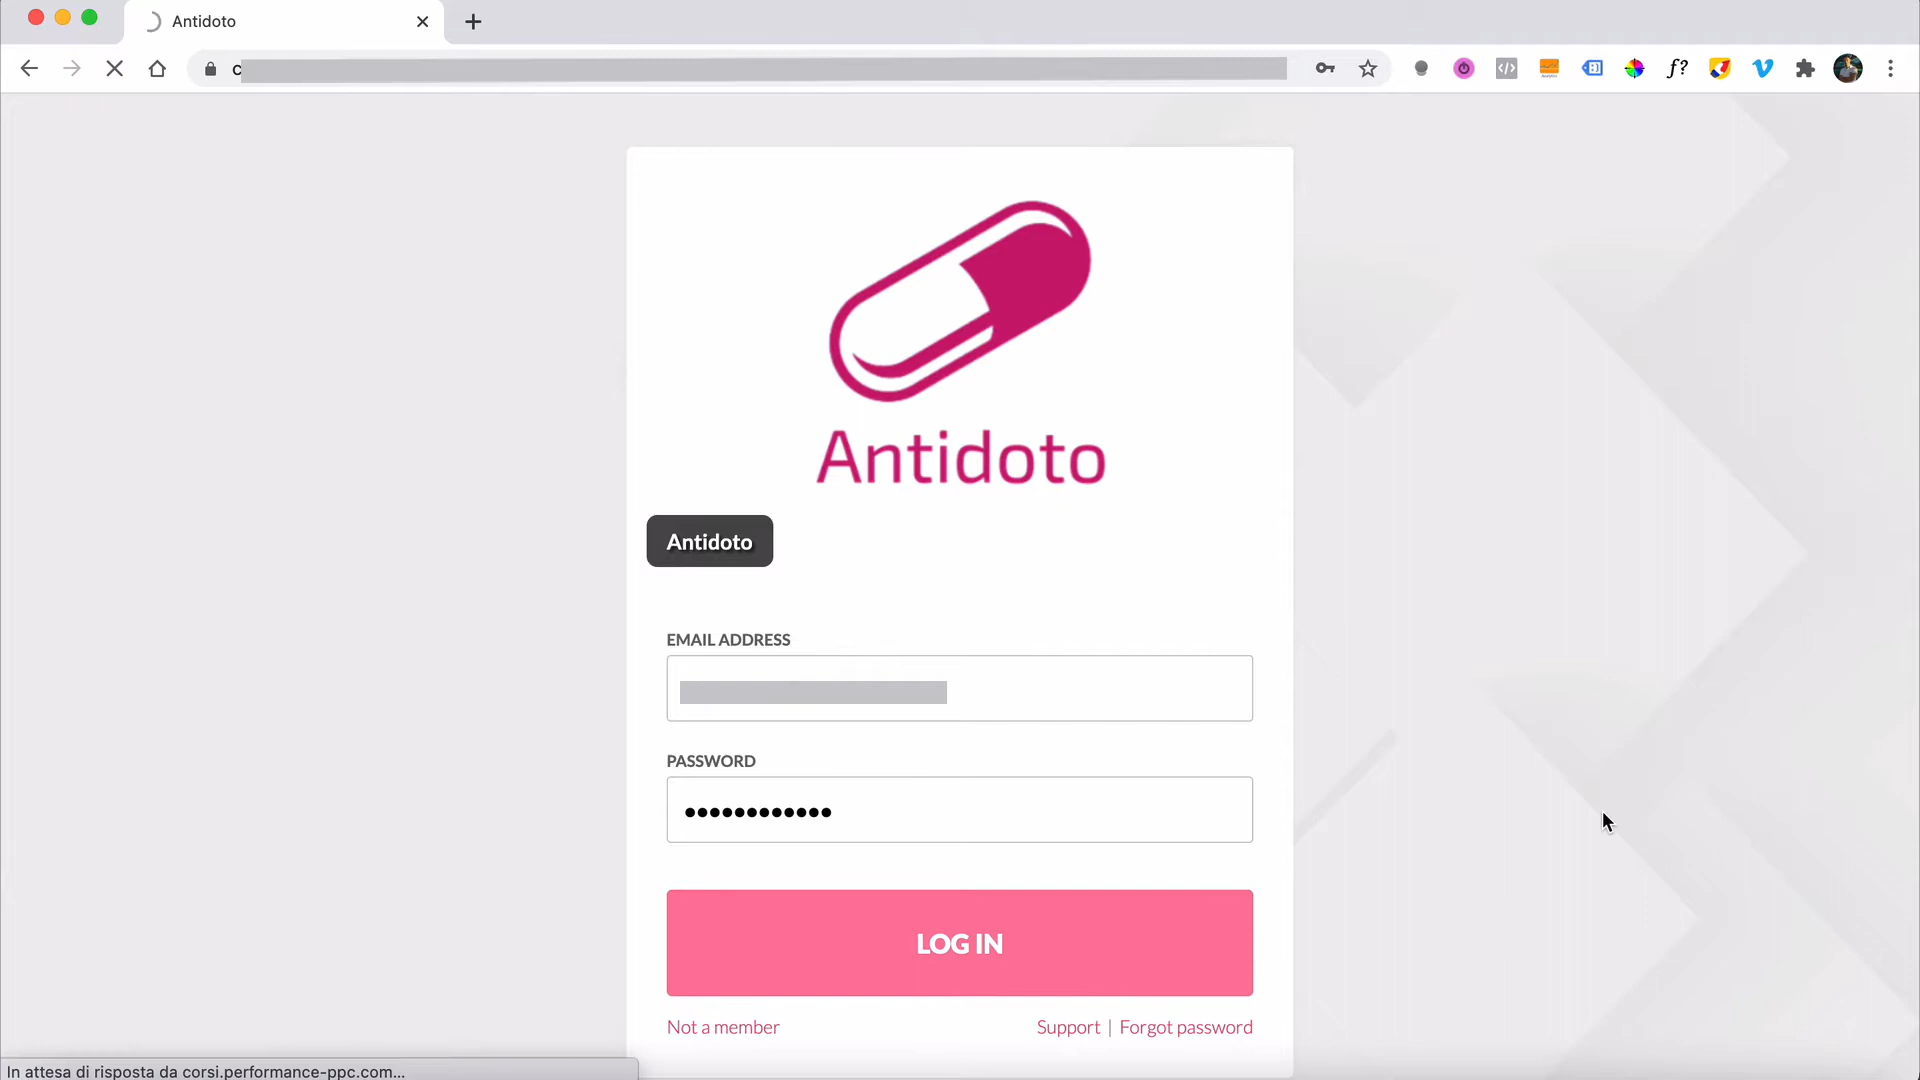 Antidoto
c
f?
Antidoto
Antidoto
EMAIL ADDRESS
PASSWORD
••••••••••••
LOG IN
Not a member
Support | Forgot password
In attesa di risposta da corsi.performance-ppc.com...